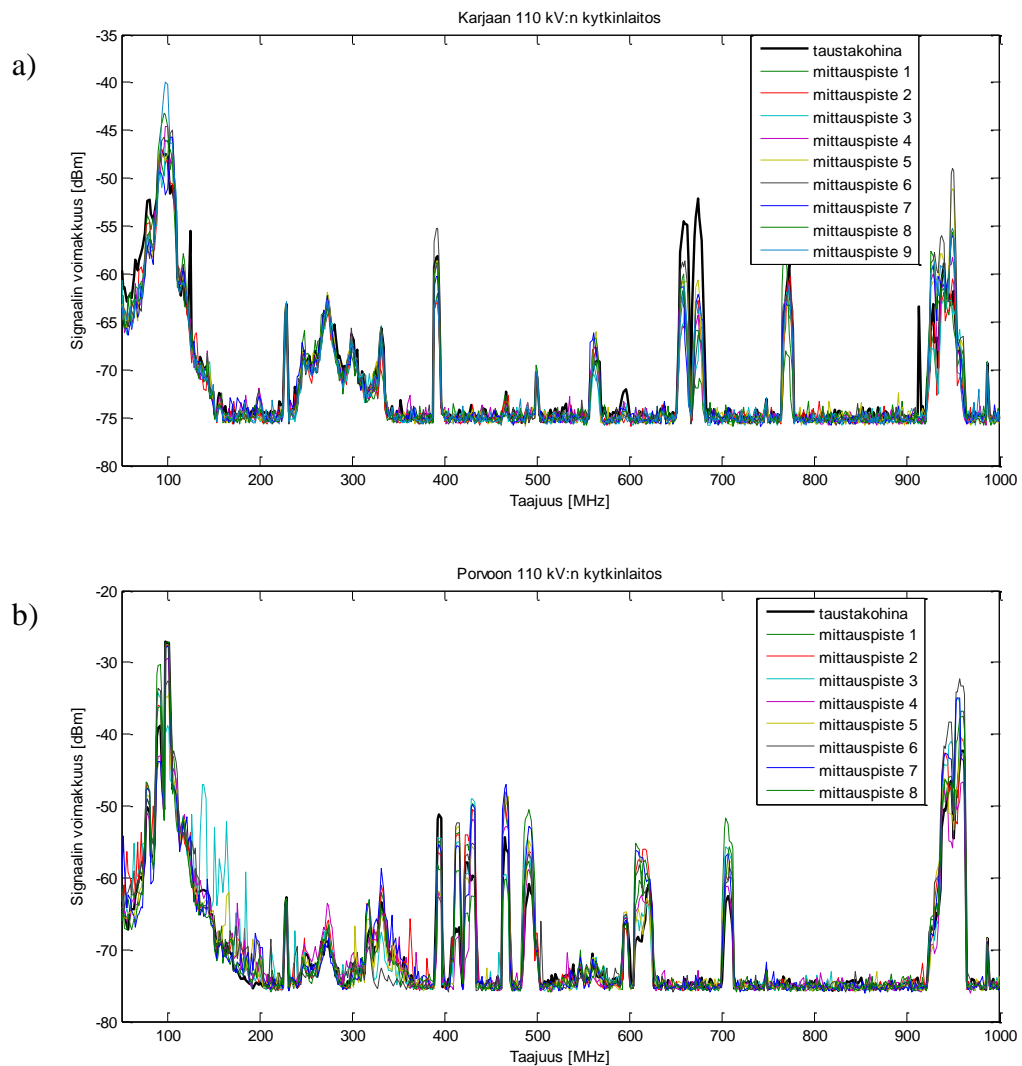 Karjaan 110 kV:n kytkinlaitos
a)
-35
-40
-45
-50
-55
-60
-65
-70
-75
-80
Signaalin voimakkuus [dBm]
taustakohina
mittauspiste 1
mittauspiste 2
mittauspiste 3
mittauspiste 4
mittauspiste 5
mittauspiste 6
mittauspiste 7
mittauspiste 8
mittauspiste 9
100 200 300 400 500 600 700 800 900 1000
Taajuus [MHz]
Porvoon 110 kV:n kytkinlaitos
b)
-20
-30
-40
-50
-60
-70
-80
Signaalin voimakkuus [dBm]
taustakohina
mittauspiste 1
mittauspiste 2
mittauspiste 3
mittauspiste 4
mittauspiste 5
mittauspiste 6
mittauspiste 7
mittauspiste 8
100 200 300 400 500 600 700 800 900 1000
Taajuus [MHz]